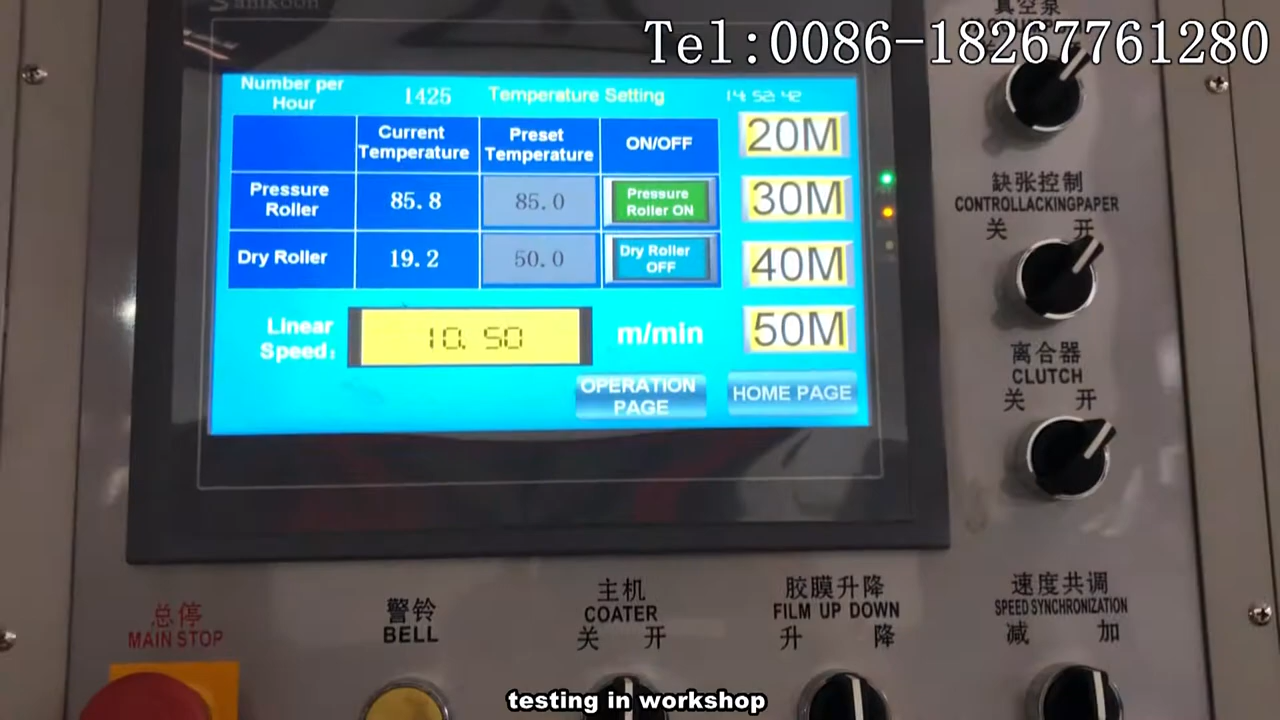 Samkoon
真空泵
Tel:0086-18267761280
Number per
Hour
1425
Temperature Setting
14:52:42
Current
Temperature
Preset
Temperature
ON/OFF
20M
Pressure
Roller
85.8
85.0
Pressure
Roller ON
30M
Dry Roller
19.2
50.0
Dry Roller
OFF
40M
Linear
Speed:
10.50
m/min
50M
OPERATION
PAGE
HOME PAGE
缺张控制
CONTROLLACKINGPAPER
关 开
离合器
CLUTCH
关 开
总停
MAIN STOP
警铃
BELL
主机
COATER
关 开
胶膜升降
FILM UP DOWN
升 降
速度共调
SPEED SYNCHRONIZATION
减 加
testing in workshop